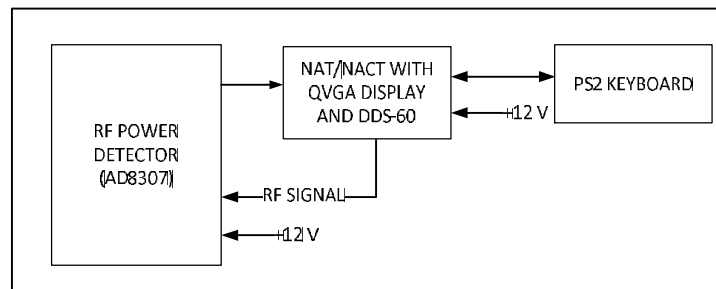 RF POWER
DETECTOR
(AD8307)
NAT/NACT WITH
QVGA DISPLAY
AND DDS-60
PS2 KEYBOARD
+12 V
RF SIGNAL
+12 V